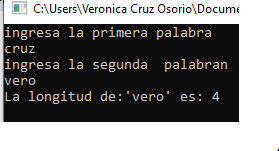 C:\Users\Veronica Cruz Osorio\Docume
ingresa la primera palabra
cruz
ingresa la segunda  palabran
vero
La longitud de:'vero' es: 4